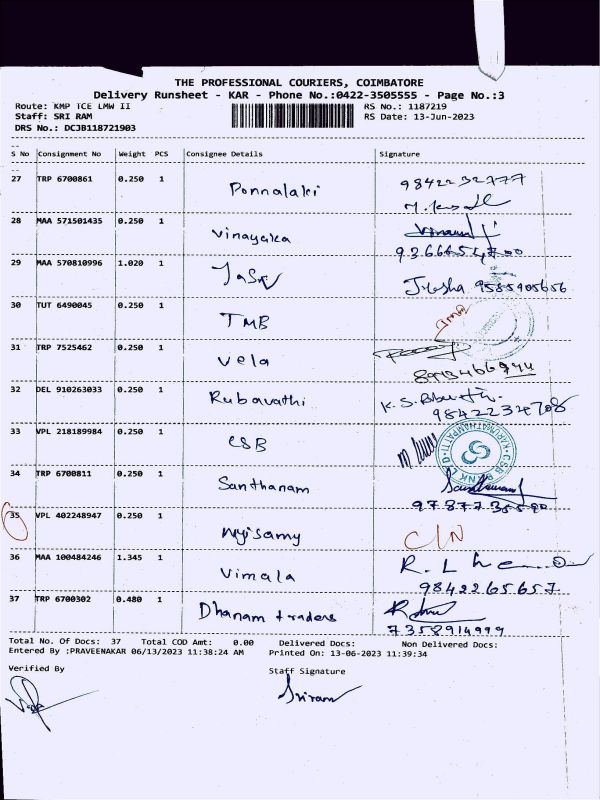 THE PROFESSIONAL COURIERS, COIMBATORE
Delivery Runsheet - KAR - Phone No.:0422-3505555 - Page No.:3
Route: KMP TCE LMW II RS No.: 1187219
Staff: SRI RAM RS Date: 13-Jun-2023
DRS No.: DCJB118721903
S No Consignment No Weight PCS Consignee Details Signature
27 TRP 6700861 0.250 1 Ponnalaki 9842232777
28 MAA 571501435 0.250 1 Vinayaka
9366654700
29 MAA 570810996 1.020 1 9585905656
30 TUT 6490045 0.250 1 TMB TMB
31 TRP 7525462 0.250 1 Vela
32 DEL 910263033 0.250 1 Rubavathi K.S.
33 VPL 218189984 0.250 1 CSB CSB BANK LTD KARUMATHAMPATTI
34 TRP 6700811 0.250 1 Santhanam
35 VPL 402248947 0.250 1 C/N
36 MAA 100484246 1.345 1 Vimala
9842265657
37 TRP 6700302 0.480 1 Dhanam traders
7358914999
Total No. Of Docs: 37 Total COD Amt: 0.00 Delivered Docs: Non Delivered Docs:
Entered By :PRAVEENAKAR 06/13/2023 11:38:24 AM Printed On: 13-06-2023 11:39:34
Verified By Staff Signature
Sriram